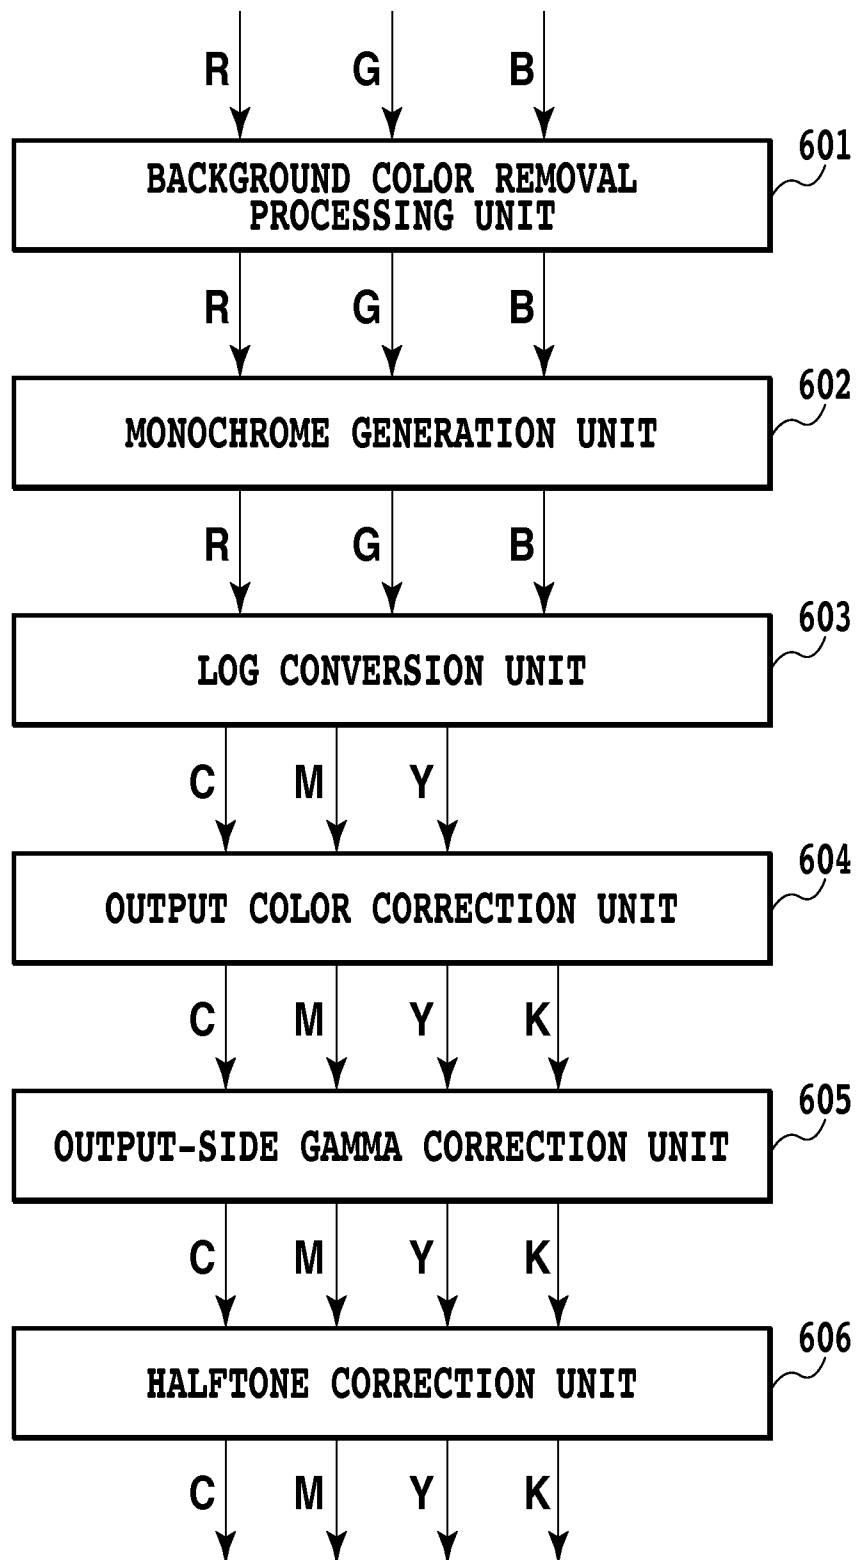 R G B
601
BACKGROUND COLOR REMOVAL
PROCESSING UNIT
R G B
602
MONOCHROME GENERATION UNIT
R G B
603
LOG CONVERSION UNIT
C M Y
604
OUTPUT COLOR CORRECTION UNIT
C M Y K
605
OUTPUT-SIDE GAMMA CORRECTION UNIT
C M Y K
606
HALFTONE CORRECTION UNIT
C M Y K